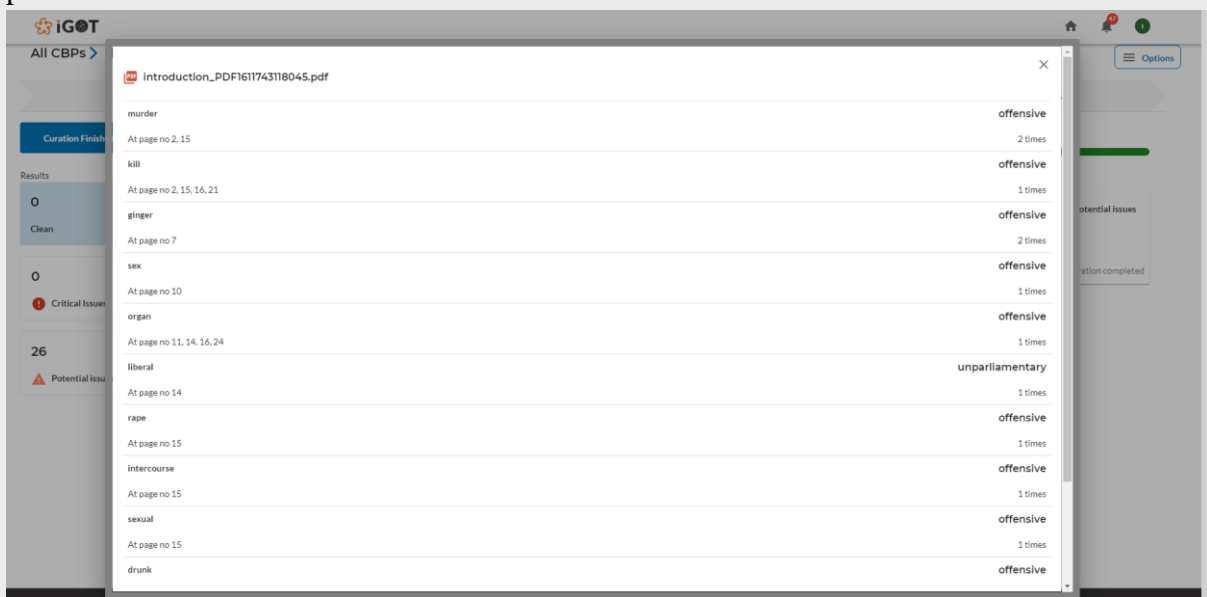 iGOT
47
All CBPs
Options
PDF
introduction_PDF1611743118045.pdf
murder offensive
At page no 2, 15 2 times
kill offensive
At page no 2, 15, 16, 21 1 times
ginger offensive
At page no 7 2 times
sex offensive
At page no 10 1 times
organ offensive
At page no 11, 14, 16, 24 1 times
liberal unparliamentary
At page no 14 1 times
rape offensive
At page no 15 1 times
intercourse offensive
At page no 15 1 times
sexual offensive
At page no 15 1 times
drunk offensive
Curation Finish
Results
0
Clean
0
Critical Issues
26
Potential issu
otential issues
ration completed